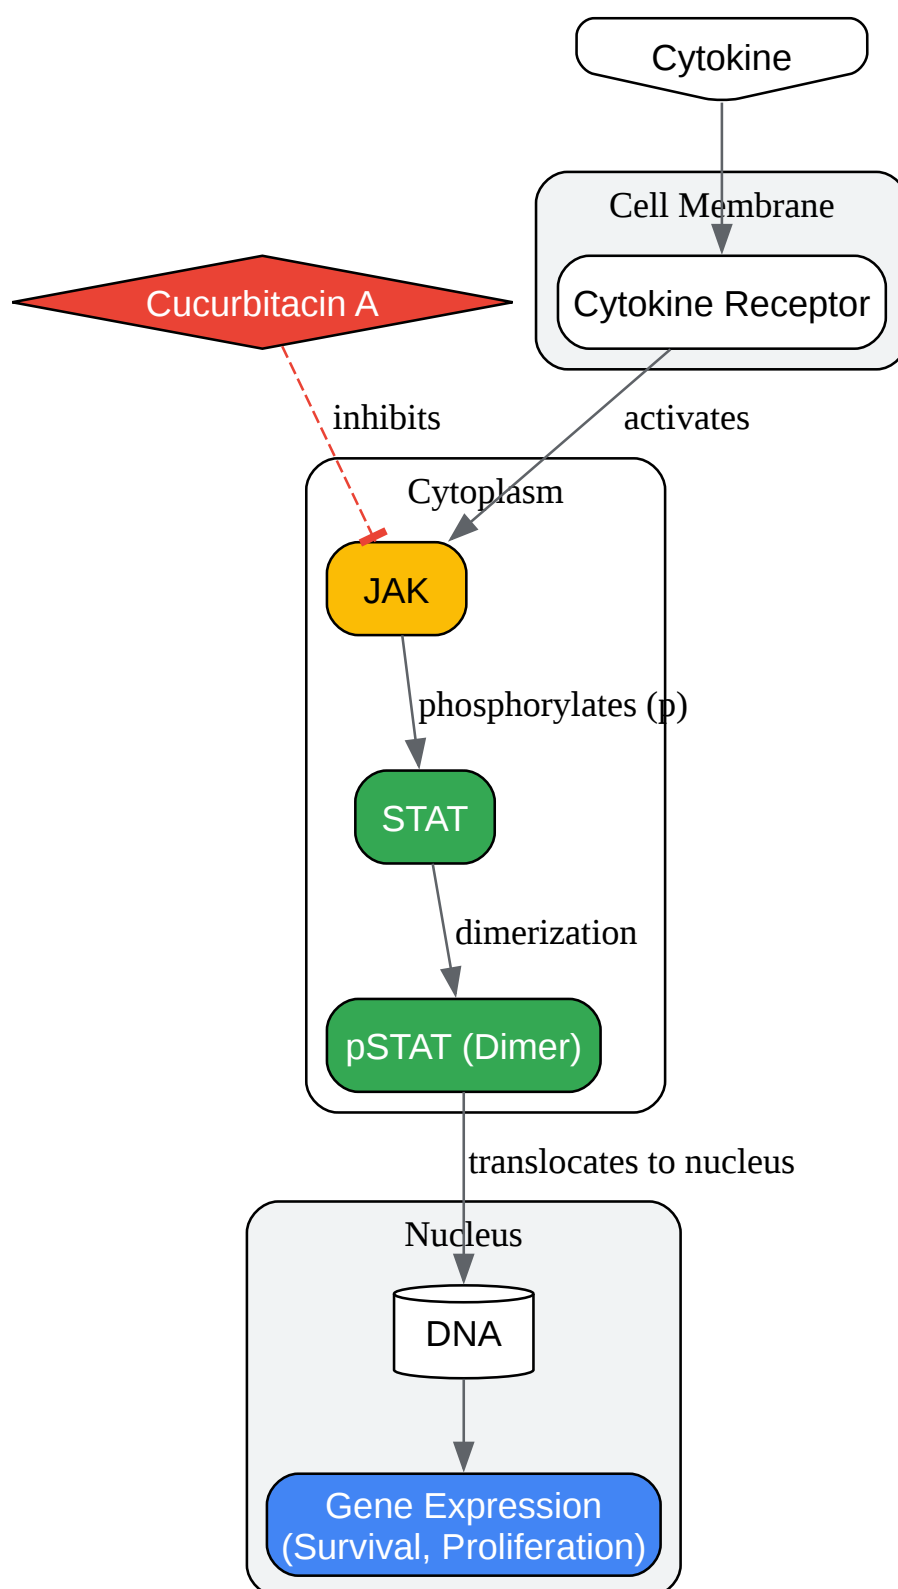 Cytokine
Cell Membrane
Cytokine Receptor
Cucurbitacin A
inhibits
activates
Cytoplasm
JAK
phosphorylates (p)
STAT
dimerization
pSTAT (Dimer)
translocates to nucleus
Nucleus
DNA
Gene Expression
(Survival, Proliferation)